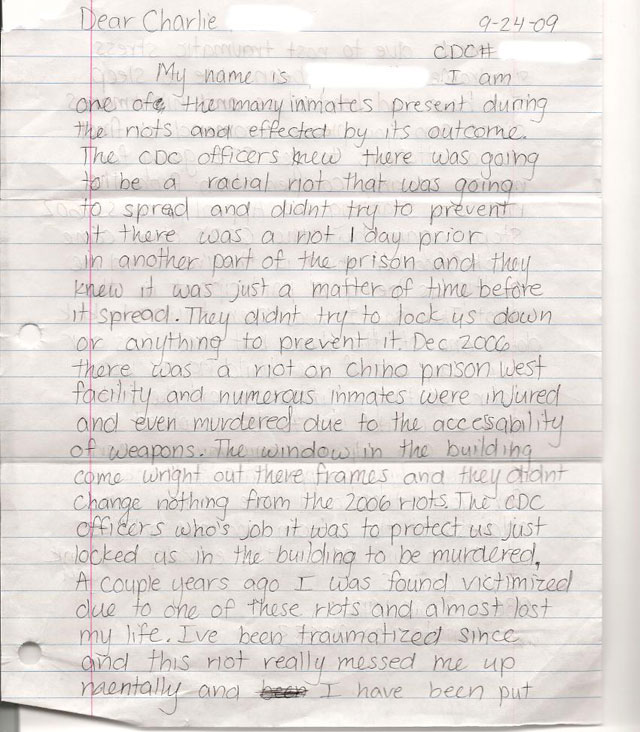 Dear Charlie
9-24-09
CDC#
My name is I am
one of the many inmates present during
the riots and effected by its outcome.
The CDC officers knew there was going
to be a racial riot that was going
to spread and didnt try to prevent
it there was a riot 1 day prior
in another part of the prison and they
knew it was just a matter of time before
it spread. They didnt try to lock us down
or anything to prevent it. Dec 2006
there was a riot on Chino prison west
facility and numerous inmates were injured
and even murdered due to the accessability
of weapons. The window in the building
come wright out there frames and they didnt
change nothing from the 2006 riots. The CDC
officers who's job it was to protect us just
locked us in the building to be murdered.
A couple years ago I was found victimized
due to one of these riots and almost lost
my life. I've been traumatized since
and this riot really messed me up
mentally and I have been put